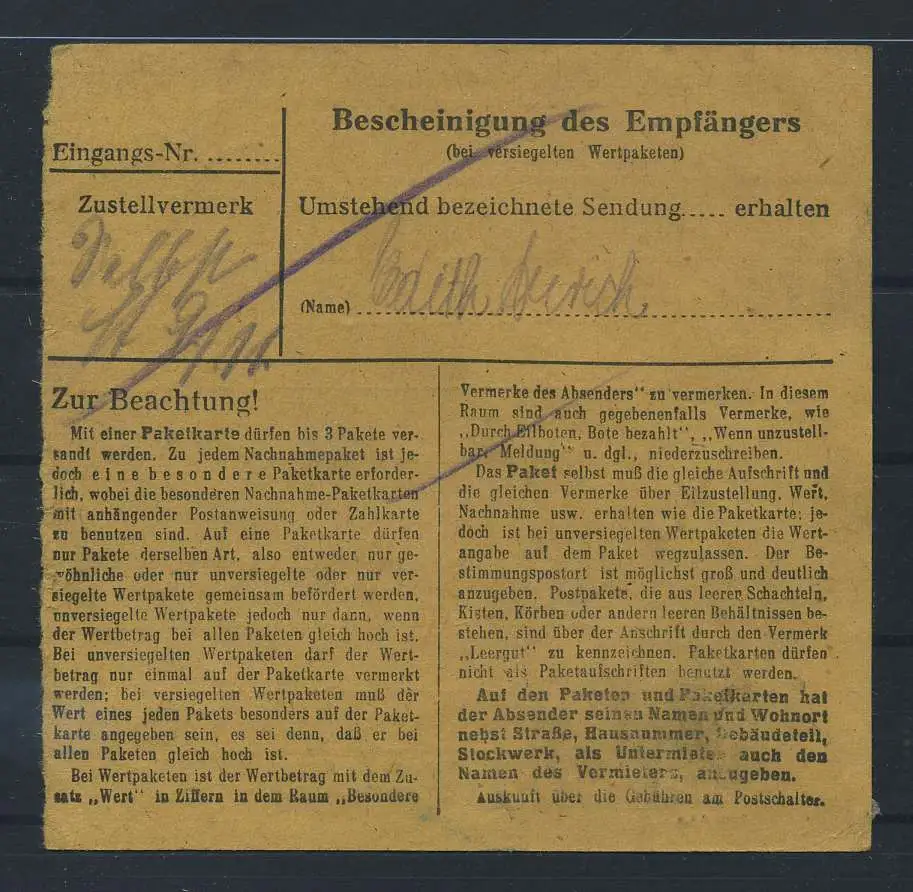 Bescheinigung des Empfängers
(bei versiegelten Wertpaketen)
Eingangs-Nr. ........
Zustellvermerk
Umstehend bezeichnete Sendung..... erhalten
Selbst
(Name) Edith
Zur Beachtung!
Mit einer Paketkarte dürfen bis 3 Pakete ver-
sandt werden. Zu jedem Nachnahmepaket ist je-
doch eine besondere Paketkarte erforder-
lich, wobei die besonderen Nachnahme-Paketkarten
mit anhängender Postanweisung oder Zahlkarte
zu benutzen sind. Auf eine Paketkarte dürfen
nur Pakete derselben Art, also entweder nur ge-
wöhnliche oder nur unversiegelte oder nur ver-
siegelte Wertpakete gemeinsam befördert werden,
unversiegelte Wertpakete jedoch nur dann, wenn
der Wertbetrag bei allen Paketen gleich hoch ist.
Bei unversiegelten Wertpaketen darf der Wert-
betrag nur einmal auf der Paketkarte vermerkt
werden; bei versiegelten Wertpaketen muß der
Wert eines jeden Pakets besonders auf der Paket-
karte angegeben sein, es sei denn, daß er bei
allen Paketen gleich hoch ist.
Bei Wertpaketen ist der Wertbetrag mit dem Zu-
satz „Wert" in Ziffern in dem Raum „Besondere
Vermerke des Absenders" zu vermerken. In diesem
Raum sind auch gegebenenfalls Vermerke, wie
„Durch Eilboten, Bote bezahlt", „Wenn unzustell-
bar, Meldung" u. dgl., niederzuschreiben.
Das Paket selbst muß die gleiche Aufschrift und
die gleichen Vermerke über Eilzustellung, Wert,
Nachnahme usw. erhalten wie die Paketkarte; je-
doch ist bei unversiegelten Wertpaketen die Wert-
angabe auf dem Paket wegzulassen. Der Be-
stimmungspostort ist möglichst groß und deutlich
anzugeben. Postpakete, die aus leeren Schachteln,
Kisten, Körben oder andern leeren Behältnissen be-
stehen, sind über der Anschrift durch den Vermerk
„Leergut" zu kennzeichnen. Paketkarten dürfen
nicht als Paketaufschriften benutzt werden.
Auf den Paketen und Paketkarten hat
der Absender seinen Namen und Wohnort
nebst Straße, Hausnummer, Gebäudeteil,
Stockwerk, als Untermieter auch den
Namen des Vermieters, anzugeben.
Auskunft über die Gebühren am Postschalter.